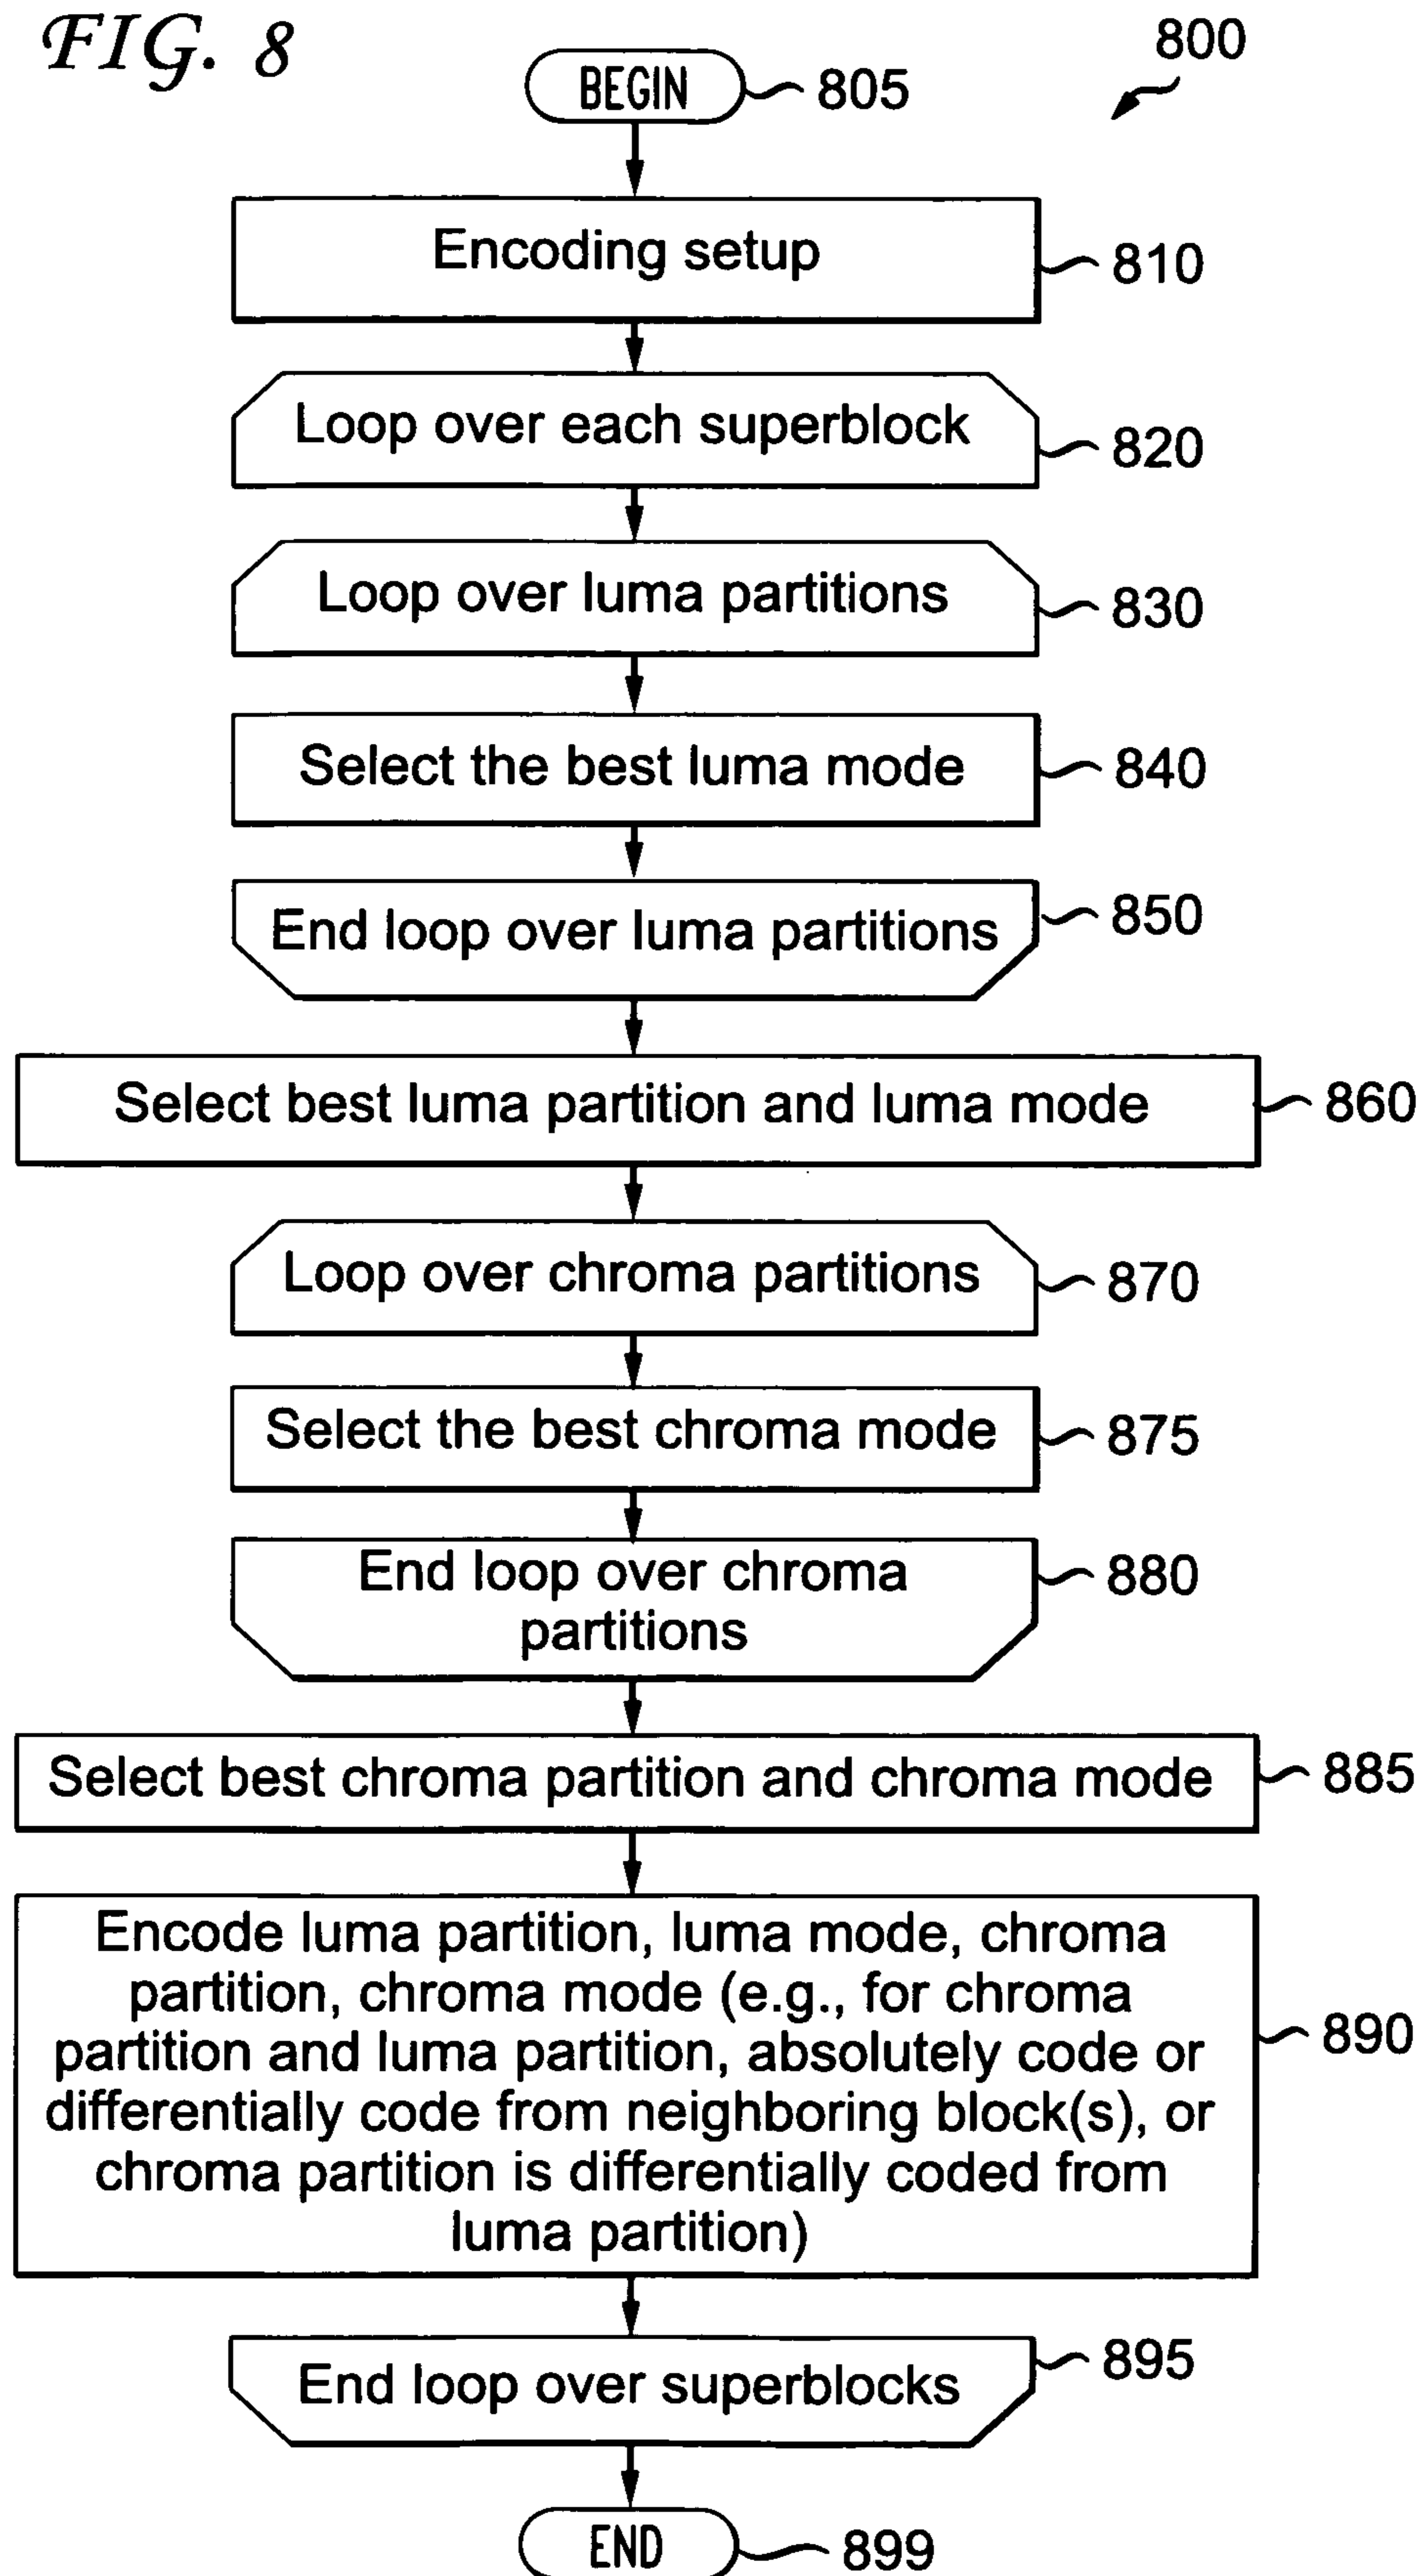 FIG. 8
800
BEGIN
805
Encoding setup
810
Loop over each superblock
820
Loop over luma partitions
830
Select the best luma mode
840
End loop over luma partitions
850
Select best luma partition and luma mode
860
Loop over chroma partitions
870
Select the best chroma mode
875
End loop over chroma
partitions
880
Select best chroma partition and chroma mode
885
Encode luma partition, luma mode, chroma
partition, chroma mode (e.g., for chroma
partition and luma partition, absolutely code or
differentially code from neighboring block(s), or
chroma partition is differentially coded from
luma partition)
890
End loop over superblocks
895
END
899